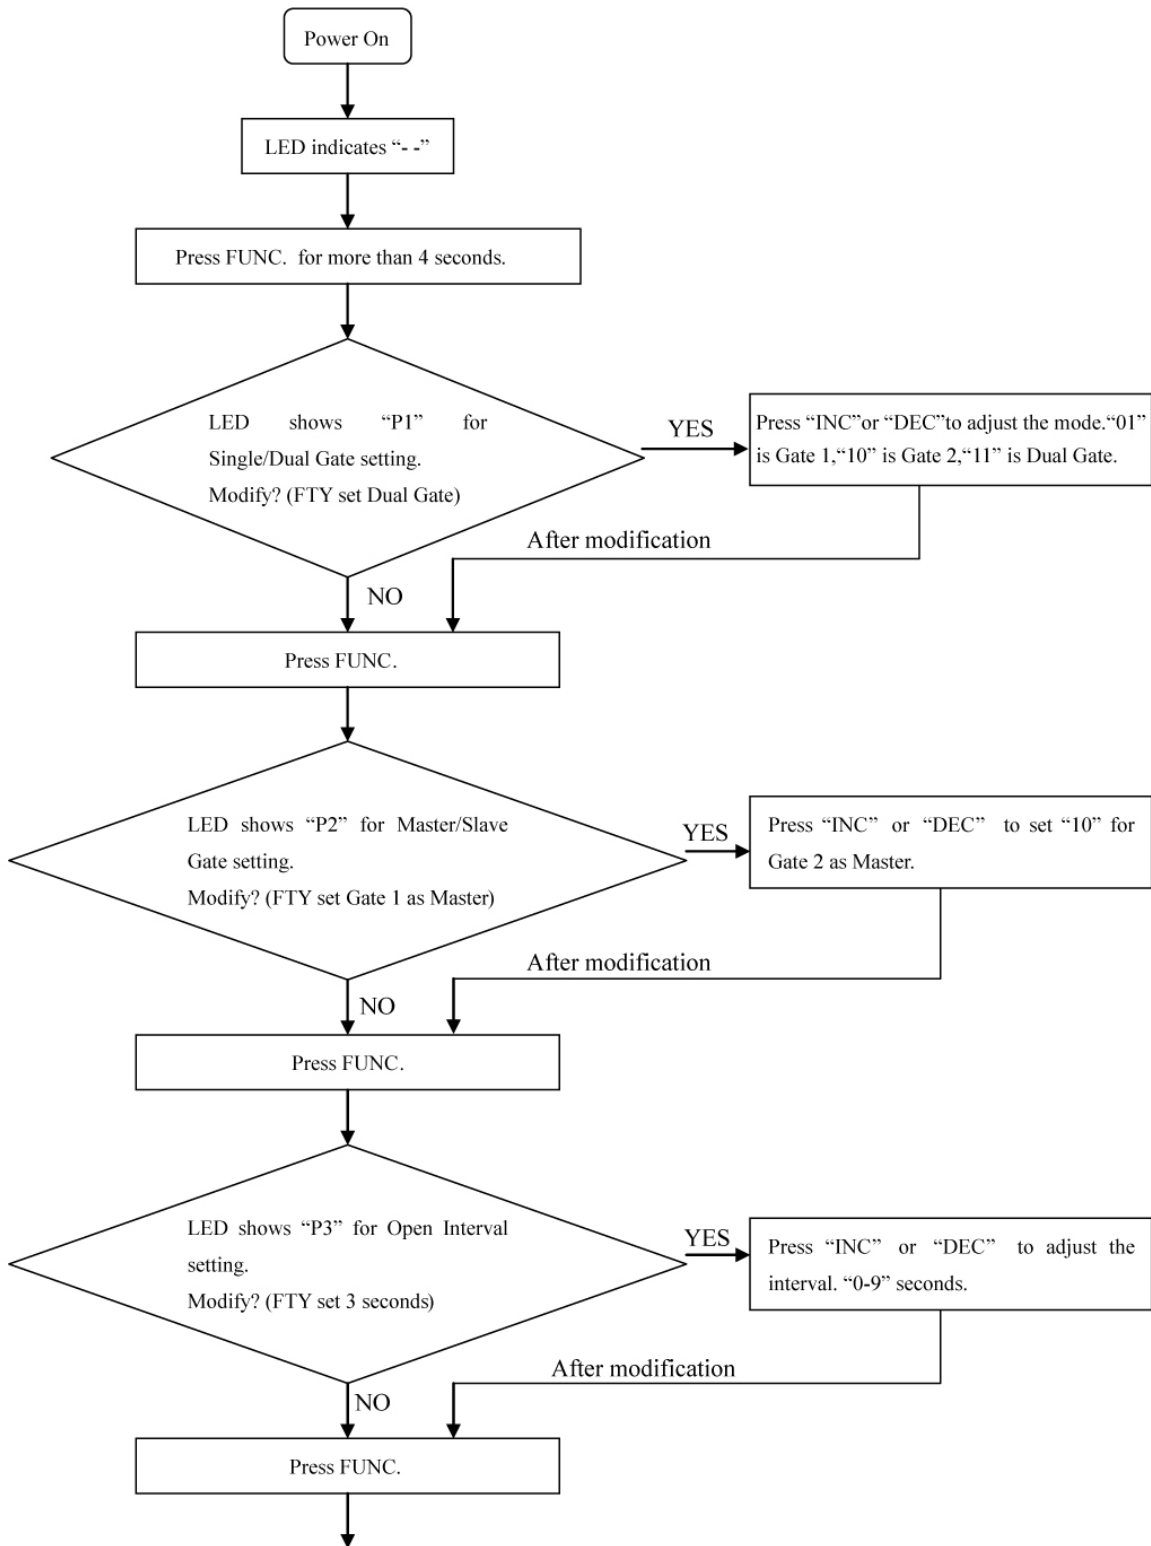 Power On
LED indicates “- -”
Press FUNC.  for more than 4 seconds.
LED shows “P1” for
Single/Dual Gate setting.
Modify? (FTY set Dual Gate)
YES
Press “INC”or “DEC”to adjust the mode.“01”
is Gate 1,“10” is Gate 2,“11” is Dual Gate.
After modification
NO
Press FUNC.
LED shows “P2” for Master/Slave
Gate setting.
Modify? (FTY set Gate 1 as Master)
YES
Press “INC” or “DEC” to set “10” for
Gate 2 as Master.
After modification
NO
Press FUNC.
LED shows “P3” for Open Interval
setting.
Modify? (FTY set 3 seconds)
YES
Press “INC” or “DEC” to adjust the
interval. “0-9” seconds.
After modification
NO
Press FUNC.